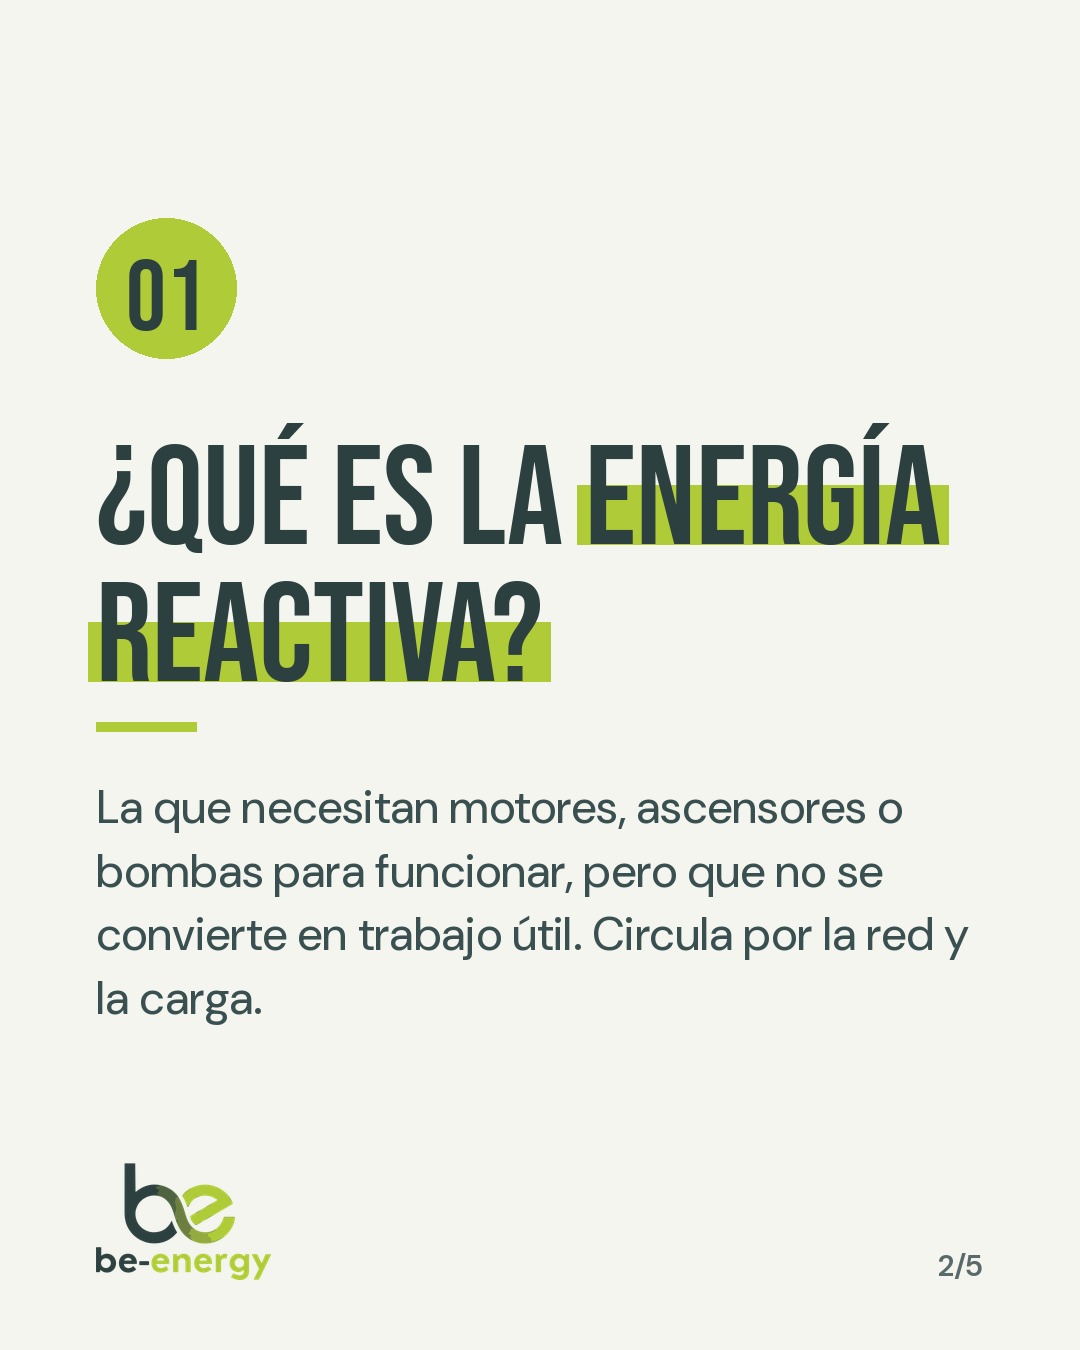 01
¿QUÉ ES LA ENERGÍA
REACTIVA?
La que necesitan motores, ascensores o
bombas para funcionar, pero que no se
convierte en trabajo útil. Circula por la red y
la carga.
be
be-energy
2/5